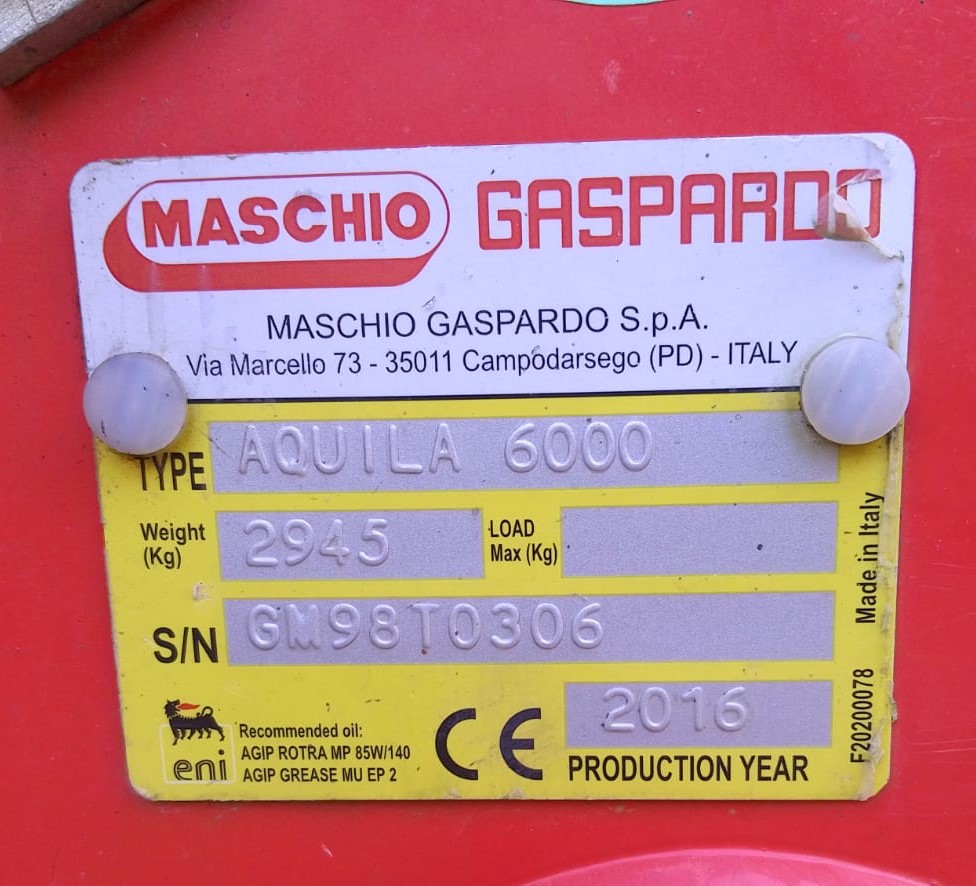 MASCHIO GASPARDO
MASCHIO GASPARDO S.p.A.
Via Marcello 73 - 35011 Campodarsego (PD) - ITALY
TYPE AQUILA 6000
Weight (Kg) 2945 LOAD Max (Kg)
S/N GM98T0306
2016
PRODUCTION YEAR
CE
eni
Recommended oil:
AGIP ROTRA MP 85W/140
AGIP GREASE MU EP 2
Made in Italy
F20200078